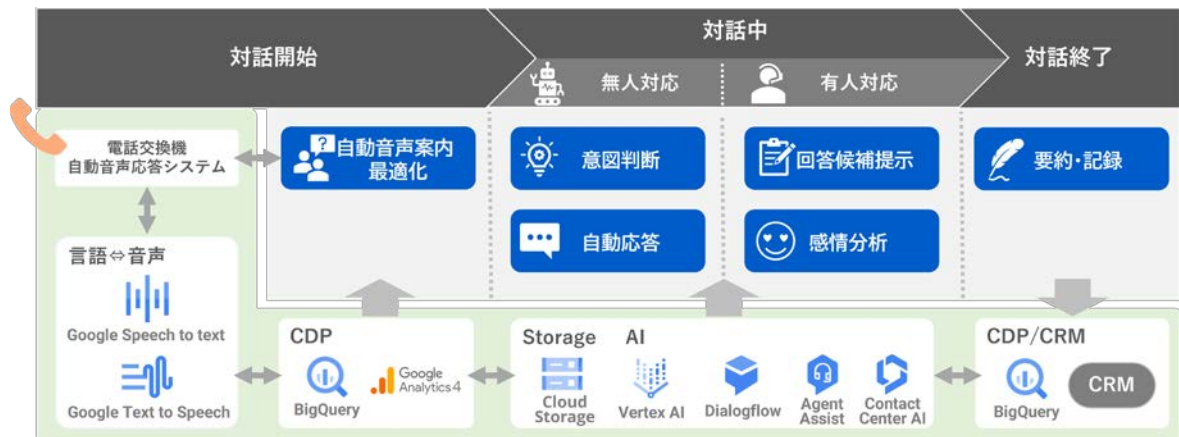 対話開始
対話中
無人対応
有人対応
対話終了
電話交換機
自動音声応答システム
?
自動音声案内
最適化
意図判断
自動応答
回答候補提示
感情分析
要約・記録
言語⇔音声
Google Speech to text
Google Text to Speech
CDP
BigQuery
Google
Analytics 4
Storage
AI
Cloud
Storage
Vertex AI
Dialogflow
Agent
Assist
Contact
Center AI
CDP/CRM
BigQuery
CRM